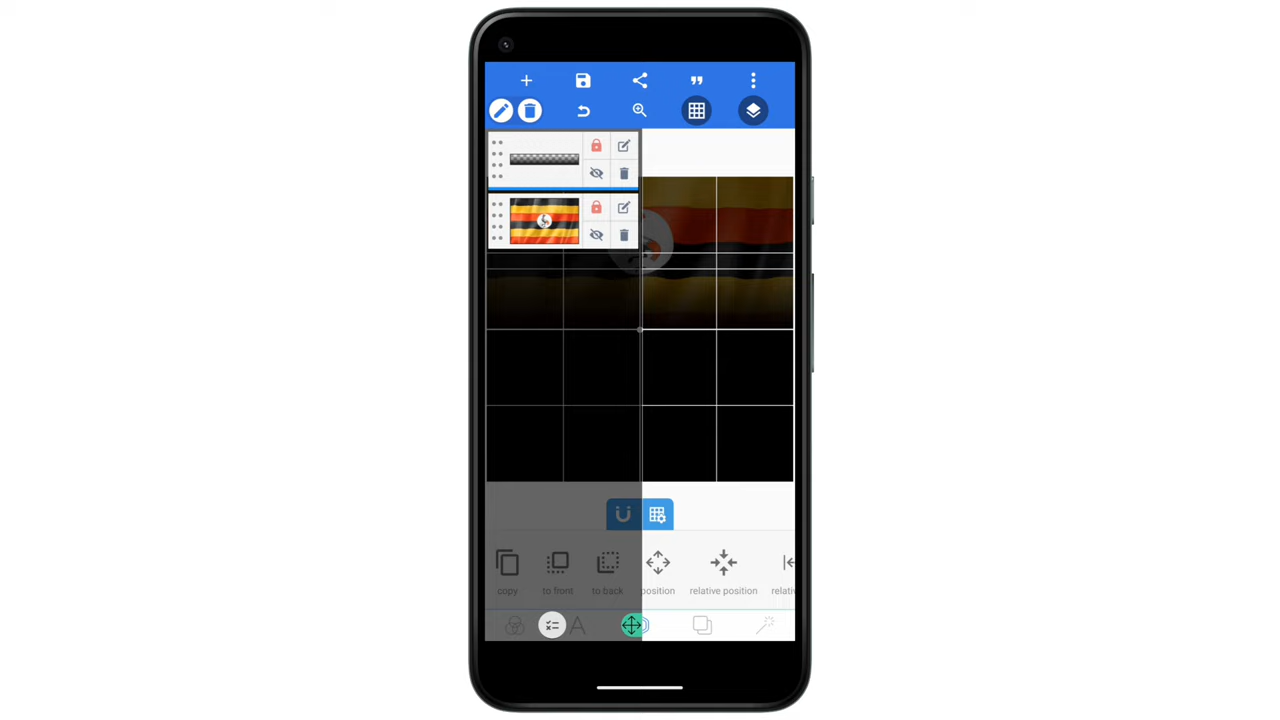 copy to front to back position relative position relati